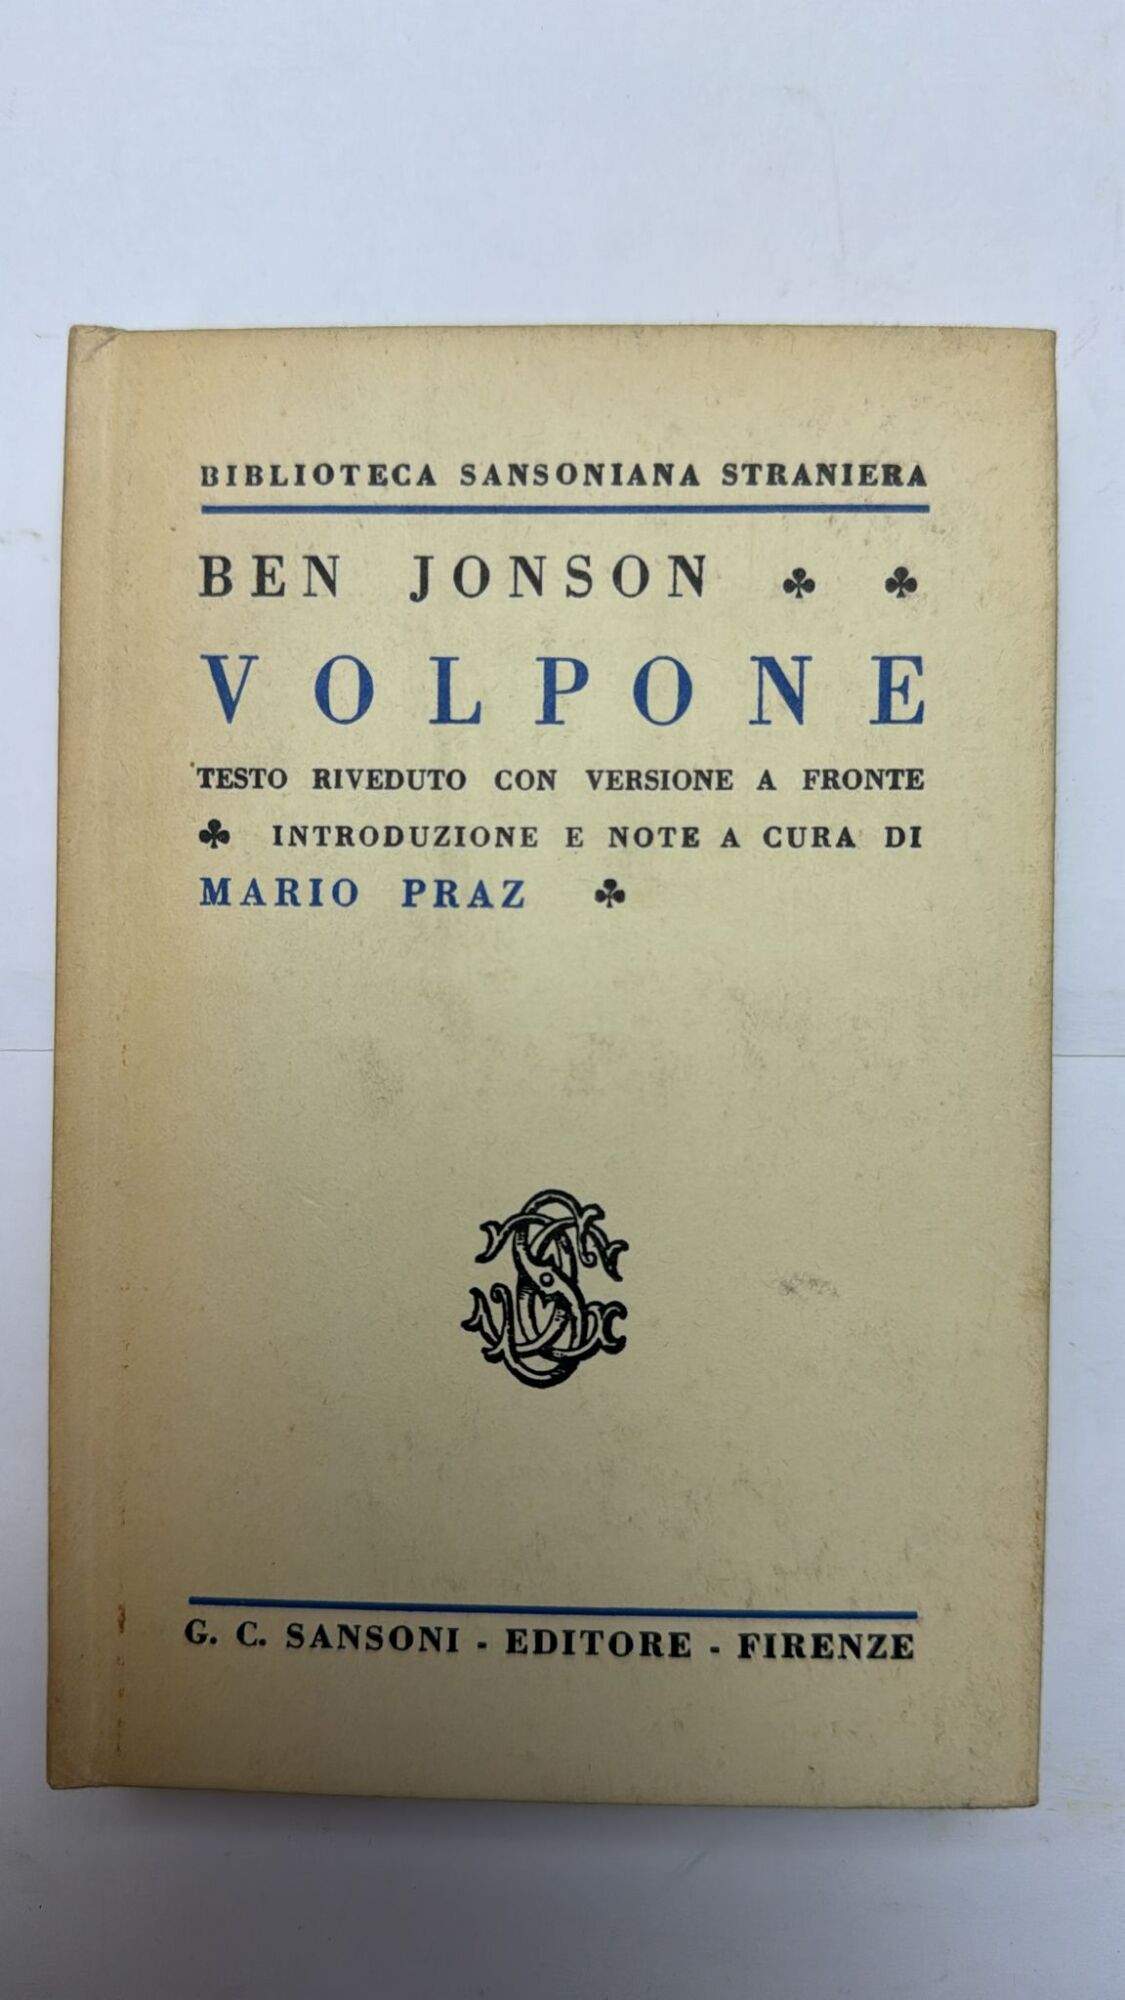 BIBLIOTECA SANSONIANA STRANIERA
BEN JONSON ♣ ♣
VOLPONE
TESTO RIVEDUTO CON VERSIONE A FRONTE
♣ INTRODUZIONE E NOTE A CURA DI
MARIO PRAZ ♣
G. C. SANSONI - EDITORE - FIRENZE